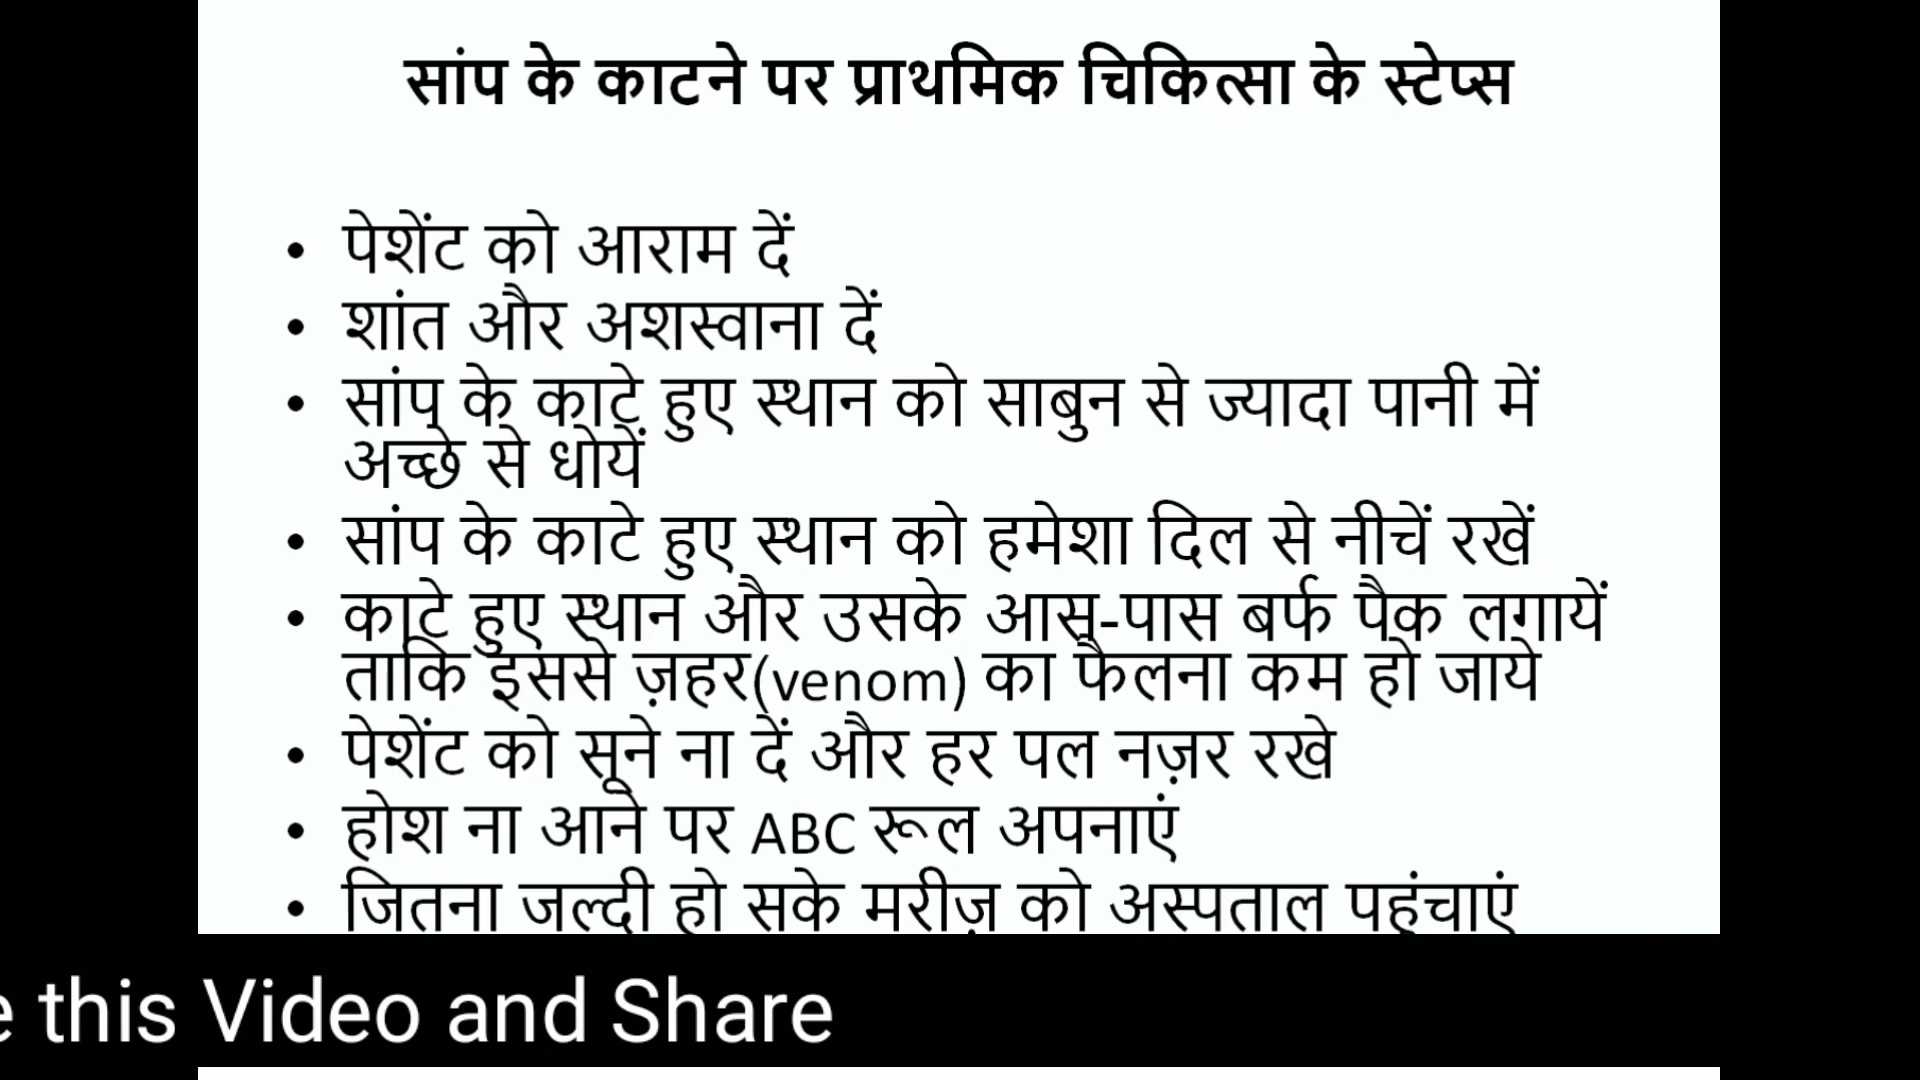 सांप के काटने पर प्राथमिक चिकित्सा के स्टेप्स
• पेशेंट को आराम दें
• शांत और अशस्वाना दें
• सांप के काटे हुए स्थान को साबुन से ज्यादा पानी में
अच्छे से धोयें
• सांप के काटे हुए स्थान को हमेशा दिल से नीचें रखें
• काटे हुए स्थान और उसके आस-पास बर्फ पैक लगायें
ताकि इससे ज़हर(venom) का फैलना कम हो जाये
• पेशेंट को सूने ना दें और हर पल नज़र रखे
• होश ना आने पर ABC रूल अपनाएं
• जितना जल्दी हो सके मरीज़ को अस्पताल पहुंचाएं
e this Video and Share